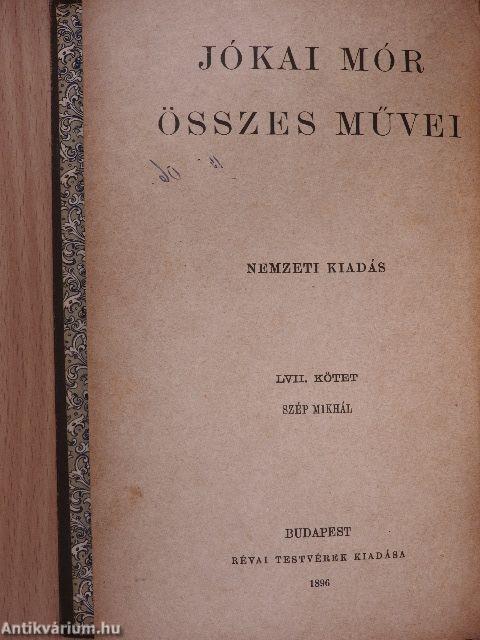 JÓKAI MÓR
ÖSSZES MŰVEI
NEMZETI KIADÁS
LVII. KÖTET
SZÉP MIKHÁL
BUDAPEST
RÉVAI TESTVÉREK KIADÁSA
1896
Antikvárium.hu